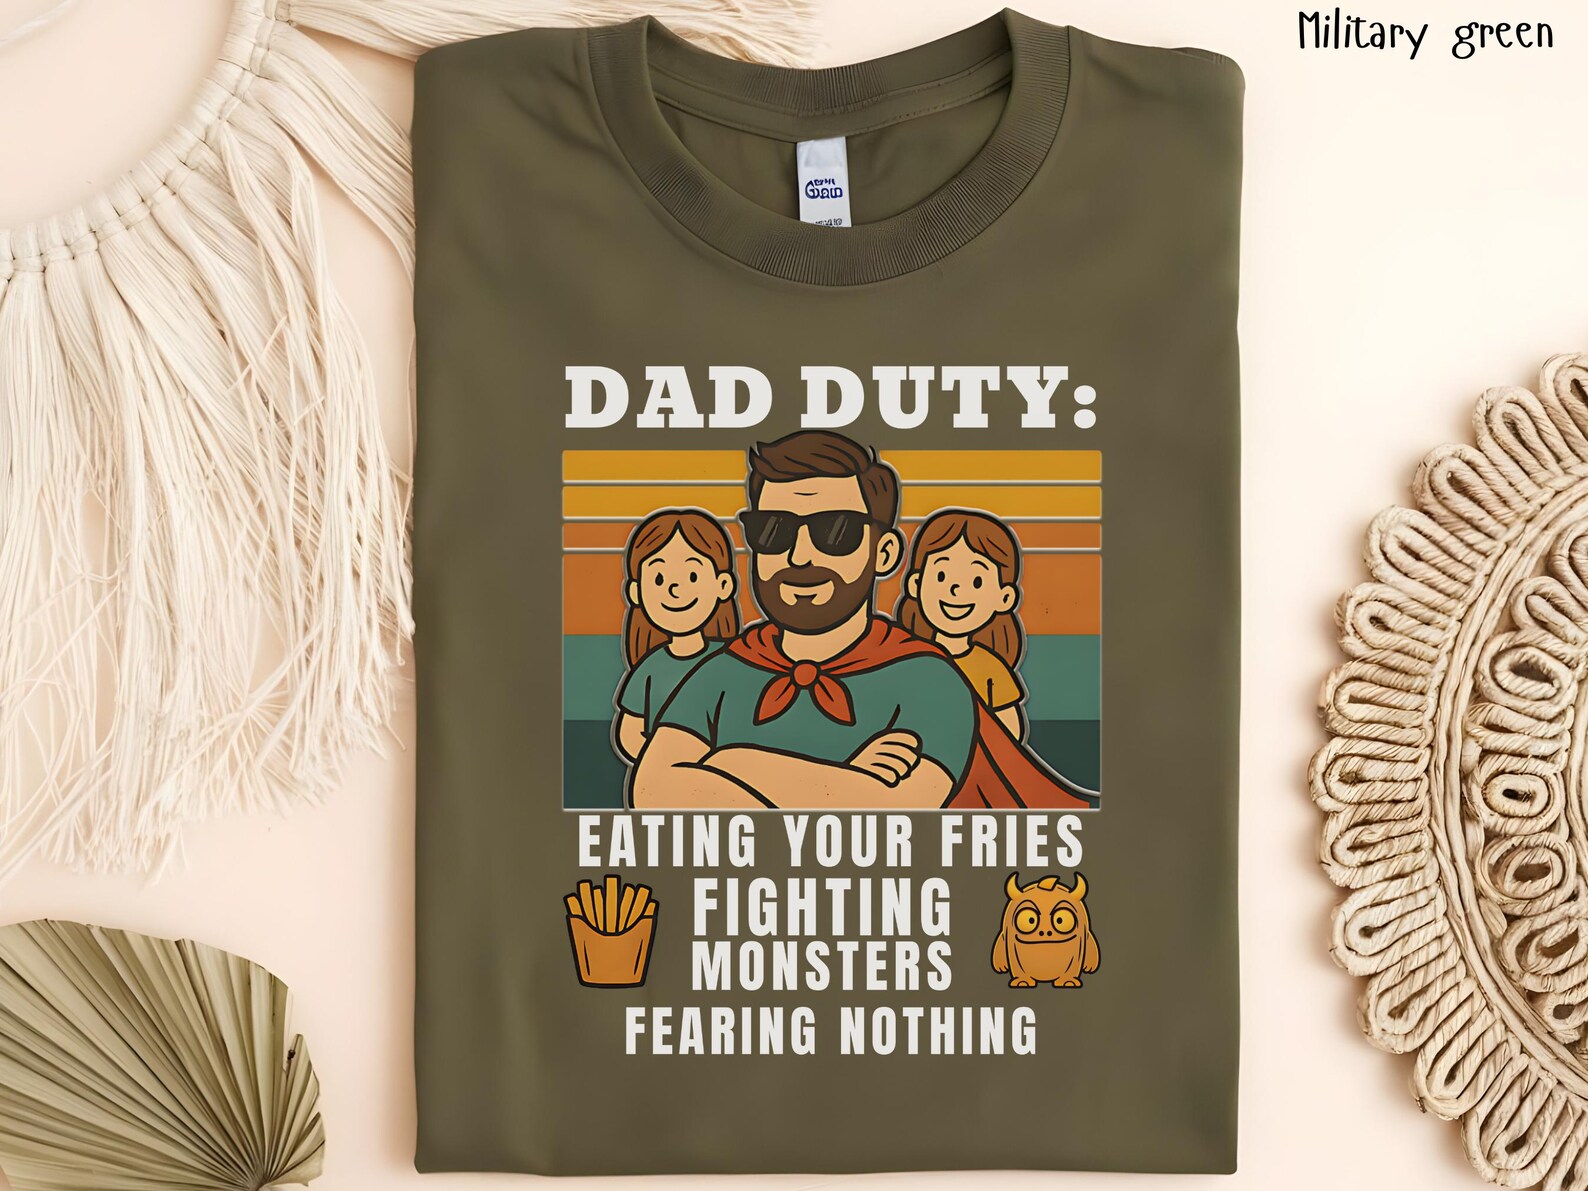 Military green
DAD DUTY:
EATING YOUR FRIES
FIGHTING
MONSTERS
FEARING NOTHING